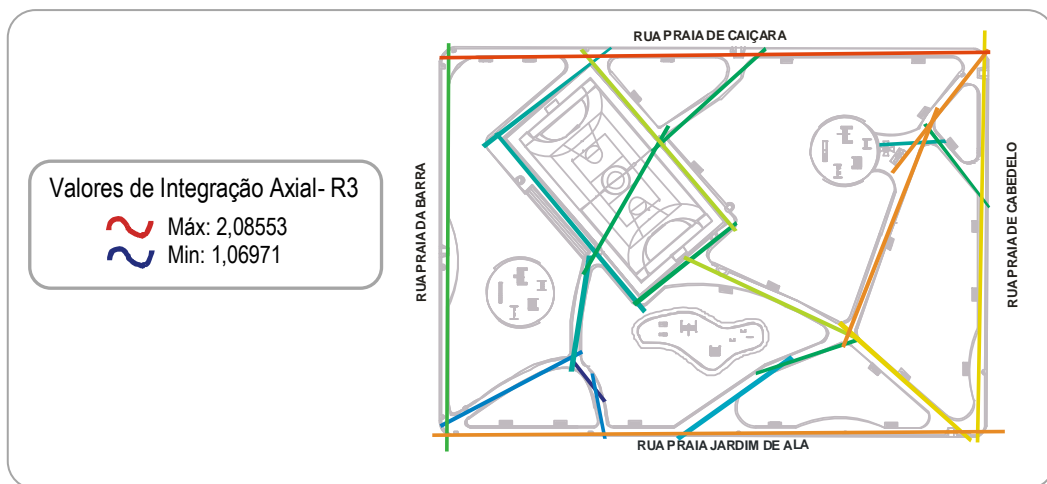 RUA PRAIA DE CAIÇARA
Valores de Integração Axial- R3
Máx: 2,08553
Min: 1,06971
RUA PRAIA DA BARRA
RUA PRAIA DE CABEDELO
RUA PRAIA JARDIM DE ALA